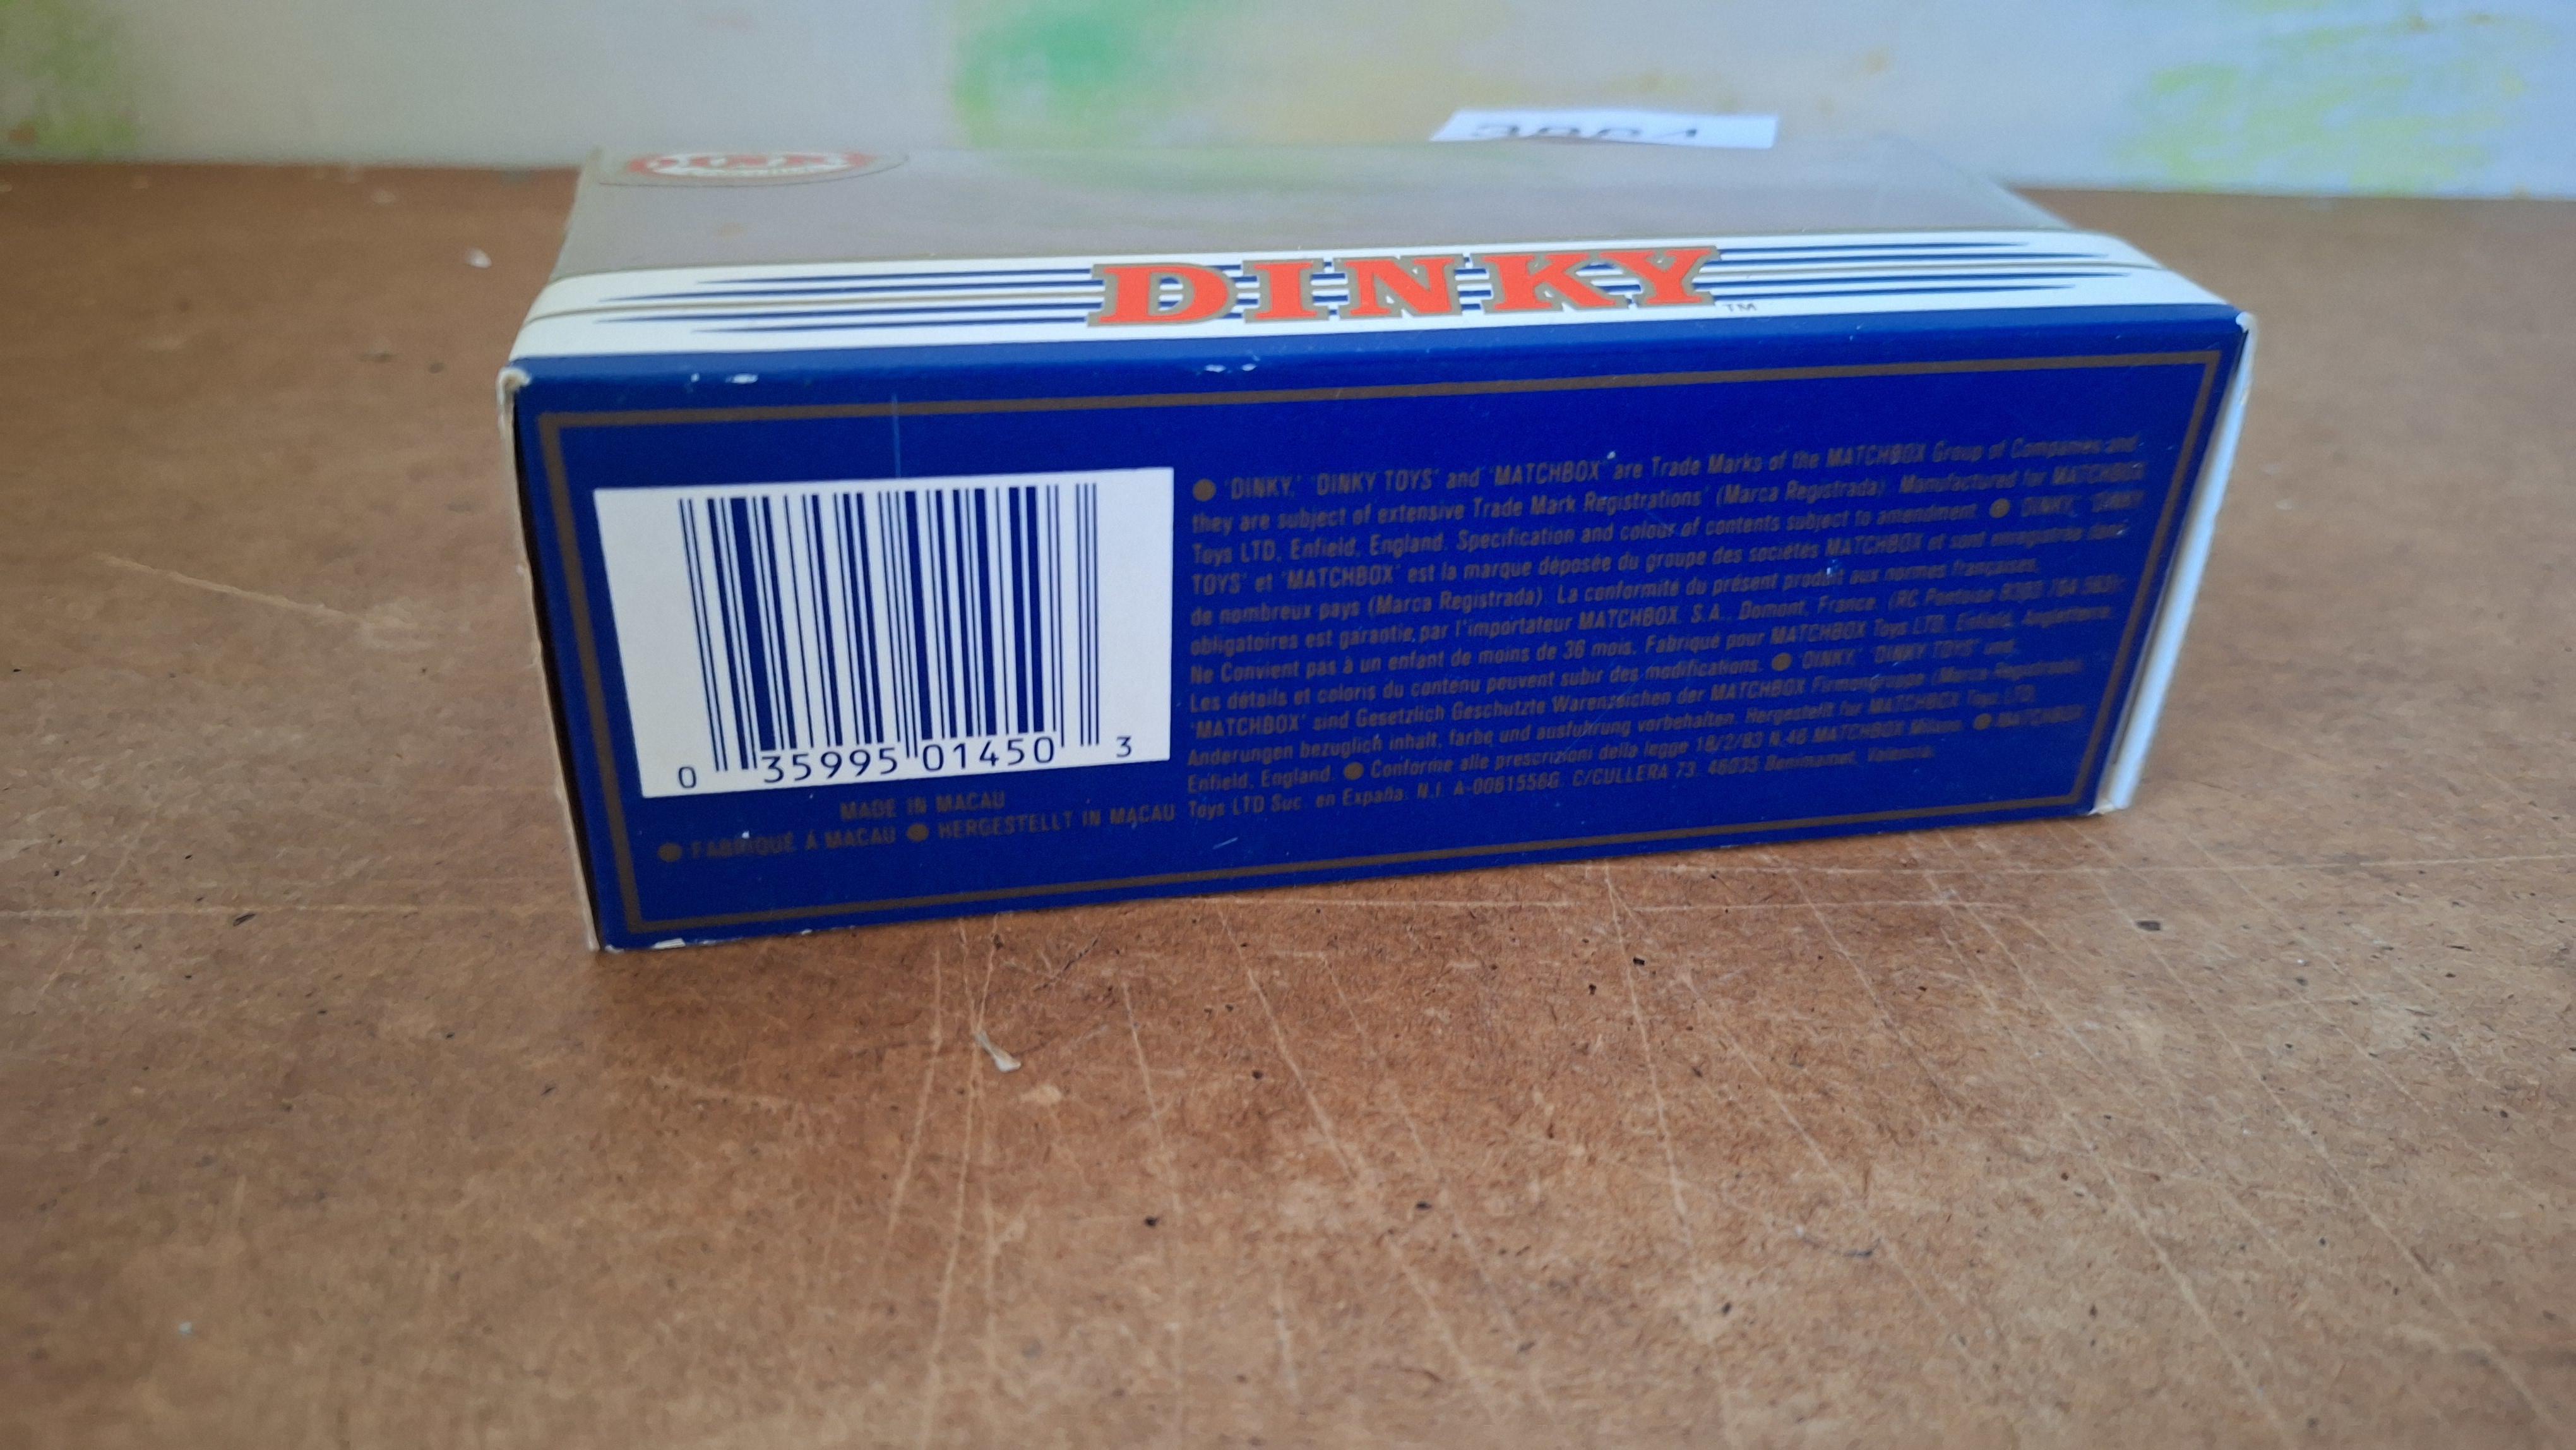 DINKY
TM
'DINKY,' 'DINKY TOYS' and 'MATCHBOX' are Trade Marks of the MATCHBOX Group of Companies and
they are subject of extensive Trade Mark Registrations' (Marca Registrada). Manufactured for MATCHBOX
Toys LTD, Enfield, England. Specification and colour of contents subject to amendment. ● 'DINKY,' 'DINKY
TOYS' et 'MATCHBOX' est la marque déposée du groupe des sociétés MATCHBOX et sont enregistrée dans
de nombreux pays (Marca Registrada). La conformité du présent produit aux normes françaises,
obligatoires est garantie, par l'importateur MATCHBOX. S.A., Domont, France. (RC Pontoise
Ne Convient pas à un enfant de moins de 36 mois. Fabriqué pour MATCHBOX Toys LTD, Enfield, Angleterre.
Les détails et coloris du contenu peuvent subir des modifications. ● 'DINKY,' 'DINKY TOYS' und
'MATCHBOX' sind Gesetzlich Geschutzte Warenzeichen der MATCHBOX Firmengruppe (Marca Registrada).
Anderungen bezuglich inhalt, farbe und ausfuhrung vorbehalten. Hergestellt for MATCHBOX Toys LTD,
Enfield, England. ● Conforme alle prescrizioni della legge 18/2/83 N.46 MATCHBOX Milano. ● MATCHBOX
Toys LTD Suc. en España. N.I. A-0061556G. C/CULLERA 73. 46035 Benimamet, Valencia.
0 35995 01450 3
MADE IN MACAU
● FABRIQUÉ Á MACAU ● HERGESTELLT IN MACAU